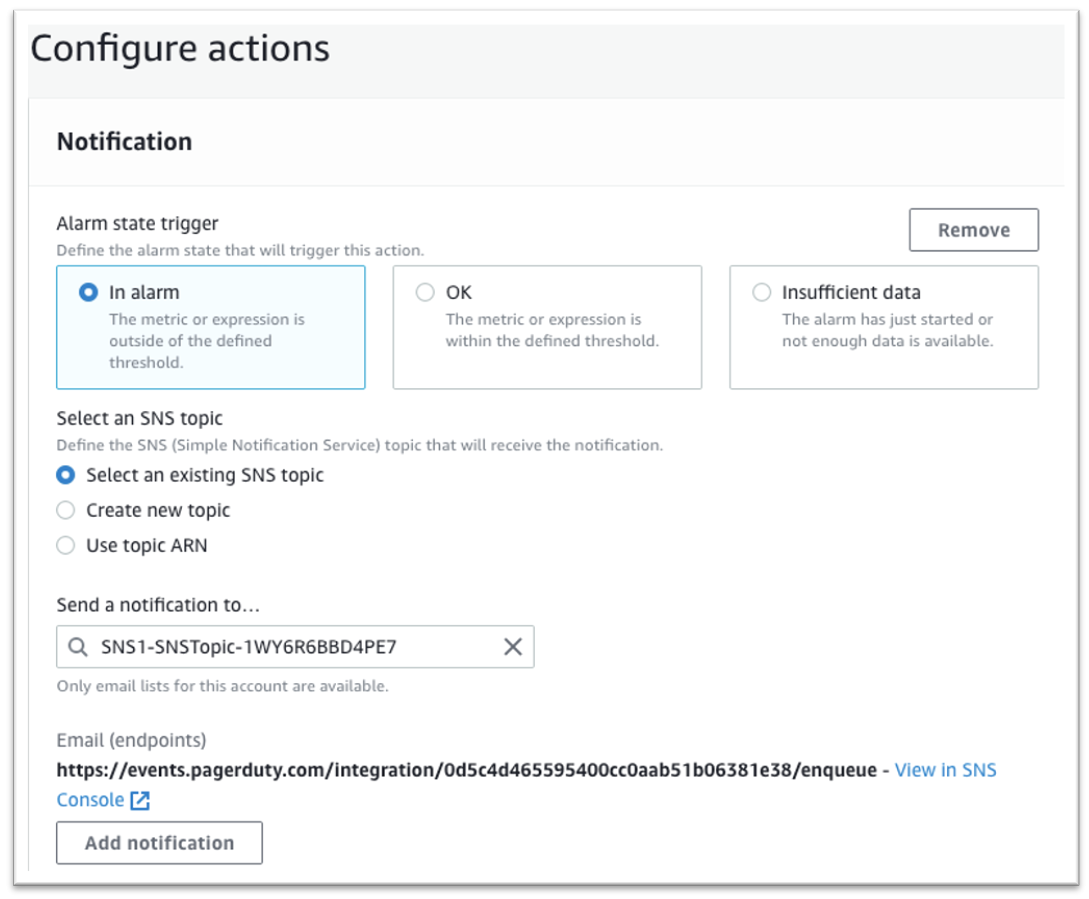 Configure actions
Notification
Alarm state trigger
Remove
Define the alarm state that will trigger this action.
In alarm
The metric or expression is
outside of the defined
threshold.
OK
The metric or expression is
within the defined threshold.
Insufficient data
The alarm has just started or
not enough data is available.
Select an SNS topic
Define the SNS (Simple Notification Service) topic that will receive the notification.
Select an existing SNS topic
Create new topic
Use topic ARN
Send a notification to...
SNS1-SNSTopic-1WY6R6BBD4PE7
Only email lists for this account are available.
Email (endpoints)
https://events.pagerduty.com/integration/0d5c4d465595400cc0aab51b06381e38/enqueue - View in SNS
Console
Add notification